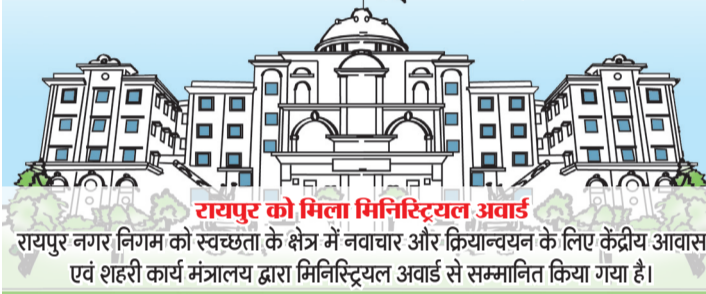 रायपुर को मिला मिनिस्ट्रियल अवार्ड
रायपुर नगर निगम को स्वच्छता के क्षेत्र में नवाचार और क्रियान्वयन के लिए केंद्रीय आवास
एवं शहरी कार्य मंत्रालय द्वारा मिनिस्ट्रियल अवार्ड से सम्मानित किया गया है।